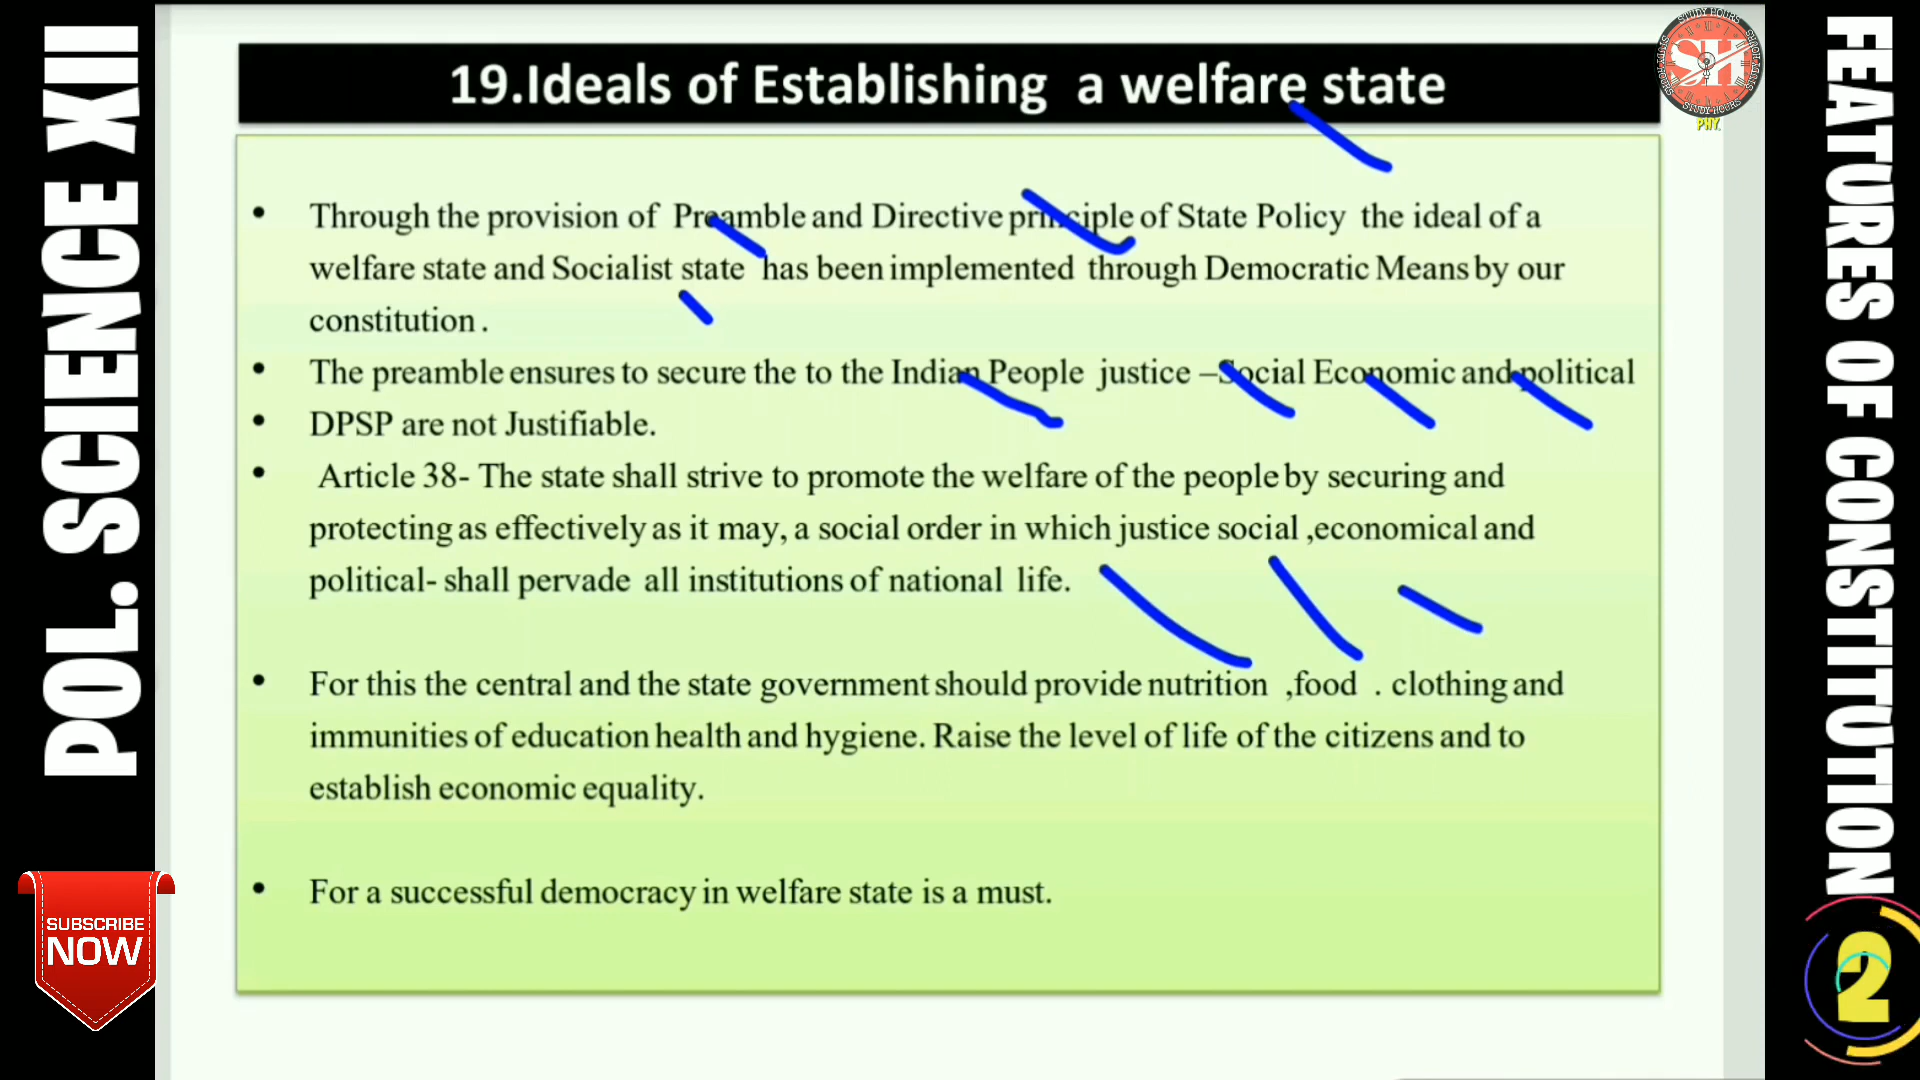 POL. SCIENCE XII
19.Ideals of Establishing a welfare state
STUDY HOURS
SH
STUDY HOURS
PHY.
• Through the provision of Preamble and Directive principle of State Policy the ideal of a
welfare state and Socialist state has been implemented through Democratic Means by our
constitution .
• The preamble ensures to secure the to the Indian People justice –Social Economic and political
• DPSP are not Justifiable.
• Article 38- The state shall strive to promote the welfare of the people by securing and
protecting as effectively as it may, a social order in which justice social ,economical and
political- shall pervade all institutions of national life.
• For this the central and the state government should provide nutrition ,food . clothing and
immunities of education health and hygiene. Raise the level of life of the citizens and to
establish economic equality.
• For a successful democracy in welfare state is a must.
SUBSCRIBE
NOW
FEATURES OF CONSTITUTION
2